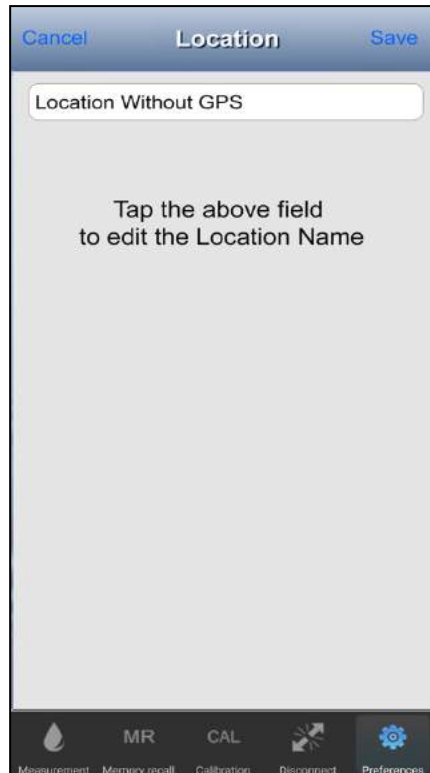 Cancel Location Save
Location Without GPS
Tap the above field
to edit the Location Name
MR CAL
Measurement Memory recall Calibration Disconnect Preferences